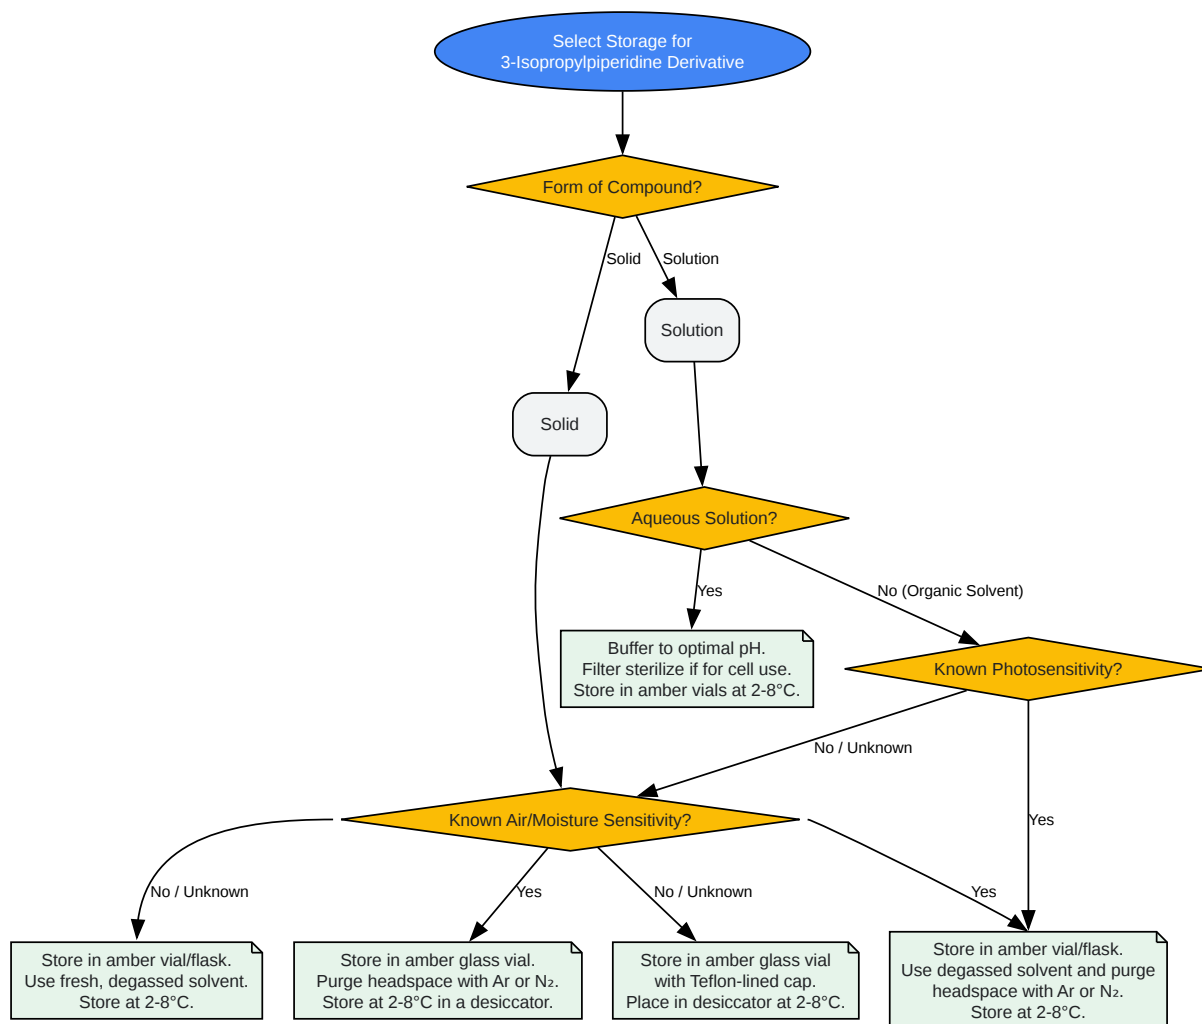 Select Storage for
3-Isopropylpiperidine Derivative
Form of Compound?
Solid
Solution
Solution
Solid
Aqueous Solution?
Yes
No (Organic Solvent)
Buffer to optimal pH.
Filter sterilize if for cell use.
Store in amber vials at 2-8°C.
Known Photosensitivity?
No / Unknown
Yes
Known Air/Moisture Sensitivity?
No / Unknown
Yes
No / Unknown
Yes
Store in amber vial/flask.
Use fresh, degassed solvent.
Store at 2-8°C.
Store in amber glass vial.
Purge headspace with Ar or N₂.
Store at 2-8°C in a desiccator.
Store in amber glass vial
with Teflon-lined cap.
Place in desiccator at 2-8°C.
Store in amber vial/flask.
Use degassed solvent and purge
headspace with Ar or N₂.
Store at 2-8°C.